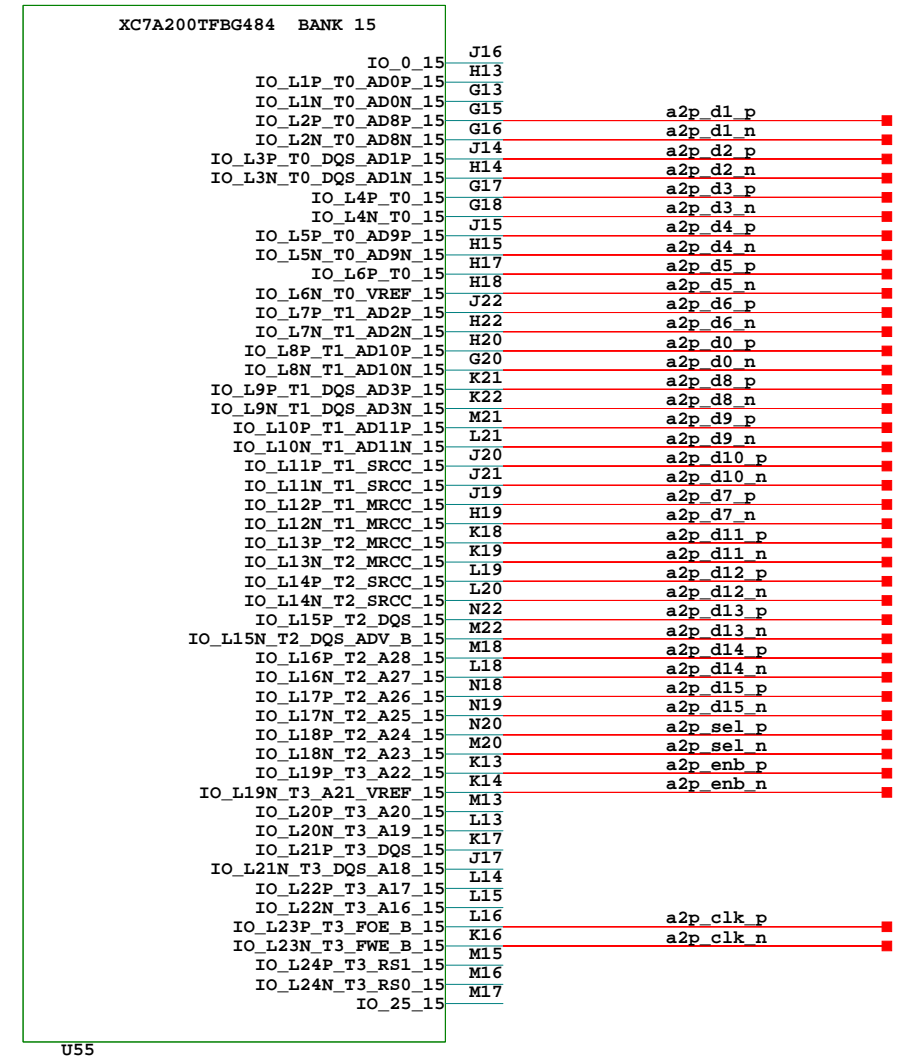 XC7A200TFBG484 BANK 15
IO_0_15 J16
IO_L1P_T0_AD0P_15 H13
IO_L1N_T0_AD0N_15 G13
IO_L2P_T0_AD8P_15 G15 a2p_d1_p
IO_L2N_T0_AD8N_15 G16 a2p_d1_n
IO_L3P_T0_DQS_AD1P_15 J14 a2p_d2_p
IO_L3N_T0_DQS_AD1N_15 H14 a2p_d2_n
IO_L4P_T0_15 G17 a2p_d3_p
IO_L4N_T0_15 G18 a2p_d3_n
IO_L5P_T0_AD9P_15 J15 a2p_d4_p
IO_L5N_T0_AD9N_15 H15 a2p_d4_n
IO_L6P_T0_15 H17 a2p_d5_p
IO_L6N_T0_VREF_15 H18 a2p_d5_n
IO_L7P_T1_AD2P_15 J22 a2p_d6_p
IO_L7N_T1_AD2N_15 H22 a2p_d6_n
IO_L8P_T1_AD10P_15 H20 a2p_d0_p
IO_L8N_T1_AD10N_15 G20 a2p_d0_n
IO_L9P_T1_DQS_AD3P_15 K21 a2p_d8_p
IO_L9N_T1_DQS_AD3N_15 K22 a2p_d8_n
IO_L10P_T1_AD11P_15 M21 a2p_d9_p
IO_L10N_T1_AD11N_15 L21 a2p_d9_n
IO_L11P_T1_SRCC_15 J20 a2p_d10_p
IO_L11N_T1_SRCC_15 J21 a2p_d10_n
IO_L12P_T1_MRCC_15 J19 a2p_d7_p
IO_L12N_T1_MRCC_15 H19 a2p_d7_n
IO_L13P_T2_MRCC_15 K18 a2p_d11_p
IO_L13N_T2_MRCC_15 K19 a2p_d11_n
IO_L14P_T2_SRCC_15 L19 a2p_d12_p
IO_L14N_T2_SRCC_15 L20 a2p_d12_n
IO_L15P_T2_DQS_15 N22 a2p_d13_p
IO_L15N_T2_DQS_ADV_B_15 M22 a2p_d13_n
IO_L16P_T2_A28_15 M18 a2p_d14_p
IO_L16N_T2_A27_15 L18 a2p_d14_n
IO_L17P_T2_A26_15 N18 a2p_d15_p
IO_L17N_T2_A25_15 N19 a2p_d15_n
IO_L18P_T2_A24_15 N20 a2p_sel_p
IO_L18N_T2_A23_15 M20 a2p_sel_n
IO_L19P_T3_A22_15 K13 a2p_enb_p
IO_L19N_T3_A21_VREF_15 K14 a2p_enb_n
IO_L20P_T3_A20_15 M13
IO_L20N_T3_A19_15 L13
IO_L21P_T3_DQS_15 K17
IO_L21N_T3_DQS_A18_15 J17
IO_L22P_T3_A17_15 L14
IO_L22N_T3_A16_15 L15
IO_L23P_T3_FOE_B_15 L16 a2p_clk_p
IO_L23N_T3_FWE_B_15 K16 a2p_clk_n
IO_L24P_T3_RS1_15 M15
IO_L24N_T3_RS0_15 M16
IO_25_15 M17
U55